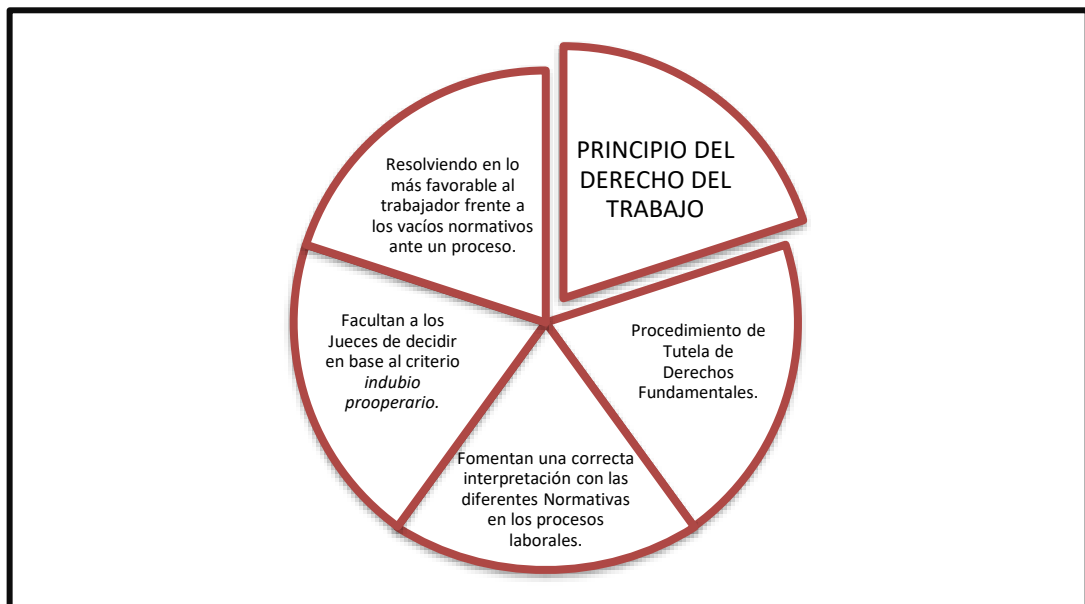 PRINCIPIO DEL
DERECHO DEL
TRABAJO
Procedimiento de
Tutela de
Derechos
Fundamentales.
Fomentan una correcta
interpretación con las
diferentes Normativas
en los procesos
laborales.
Facultan a los
Jueces de decidir
en base al criterio
indubio
prooperario.
Resolviendo en lo
más favorable al
trabajador frente a
los vacíos normativos
ante un proceso.